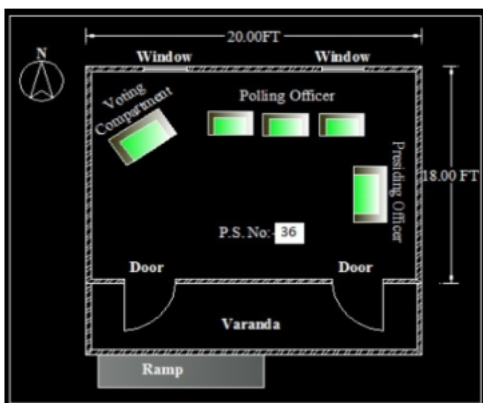 20.00FT
N
Window
Window
Voting
Compartment
Polling Officer
Presiding Officer
18.00 FT
P.S. No:- 36
Door
Door
Varanda
Ramp